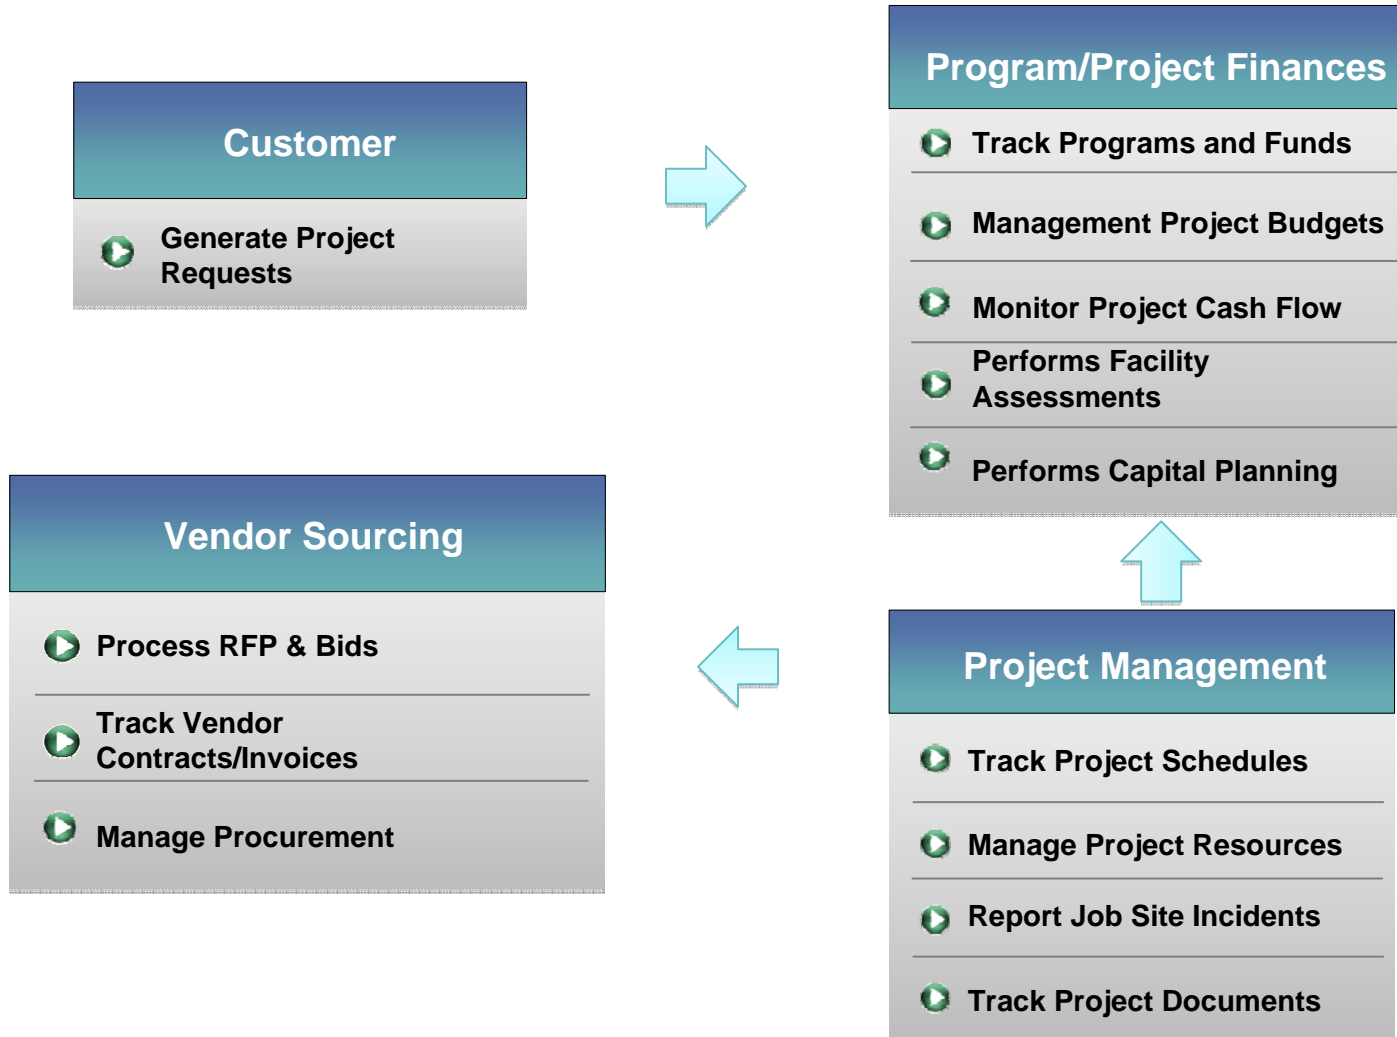 Customer
Generate Project
Requests
Program/Project Finances
Track Programs and Funds
Management Project Budgets
Monitor Project Cash Flow
Performs Facility
Assessments
Performs Capital Planning
Vendor Sourcing
Process RFP & Bids
Track Vendor
Contracts/Invoices
Manage Procurement
Project Management
Track Project Schedules
Manage Project Resources
Report Job Site Incidents
Track Project Documents